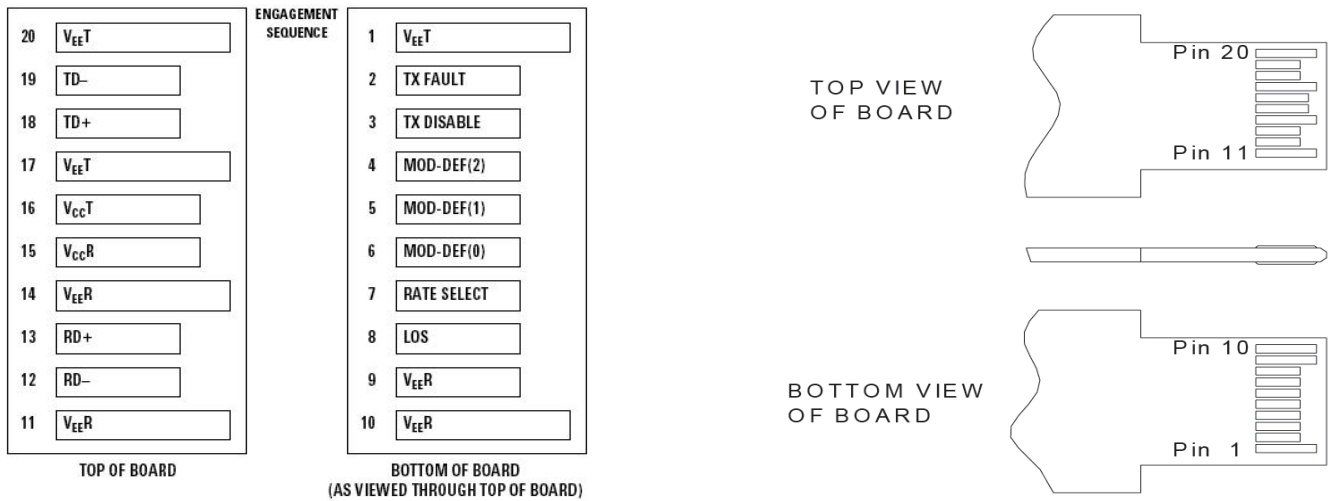 ENGAGEMENT
SEQUENCE
20 VEET
19 TD–
18 TD+
17 VEET
16 VCCT
15 VCCR
14 VEER
13 RD+
12 RD–
11 VEER
TOP OF BOARD
1 VEET
2 TX FAULT
3 TX DISABLE
4 MOD-DEF(2)
5 MOD-DEF(1)
6 MOD-DEF(0)
7 RATE SELECT
8 LOS
9 VEER
10 VEER
BOTTOM OF BOARD
(AS VIEWED THROUGH TOP OF BOARD)
TOP VIEW
OF BOARD
Pin 20
Pin 11
BOTTOM VIEW
OF BOARD
Pin 10
Pin 1